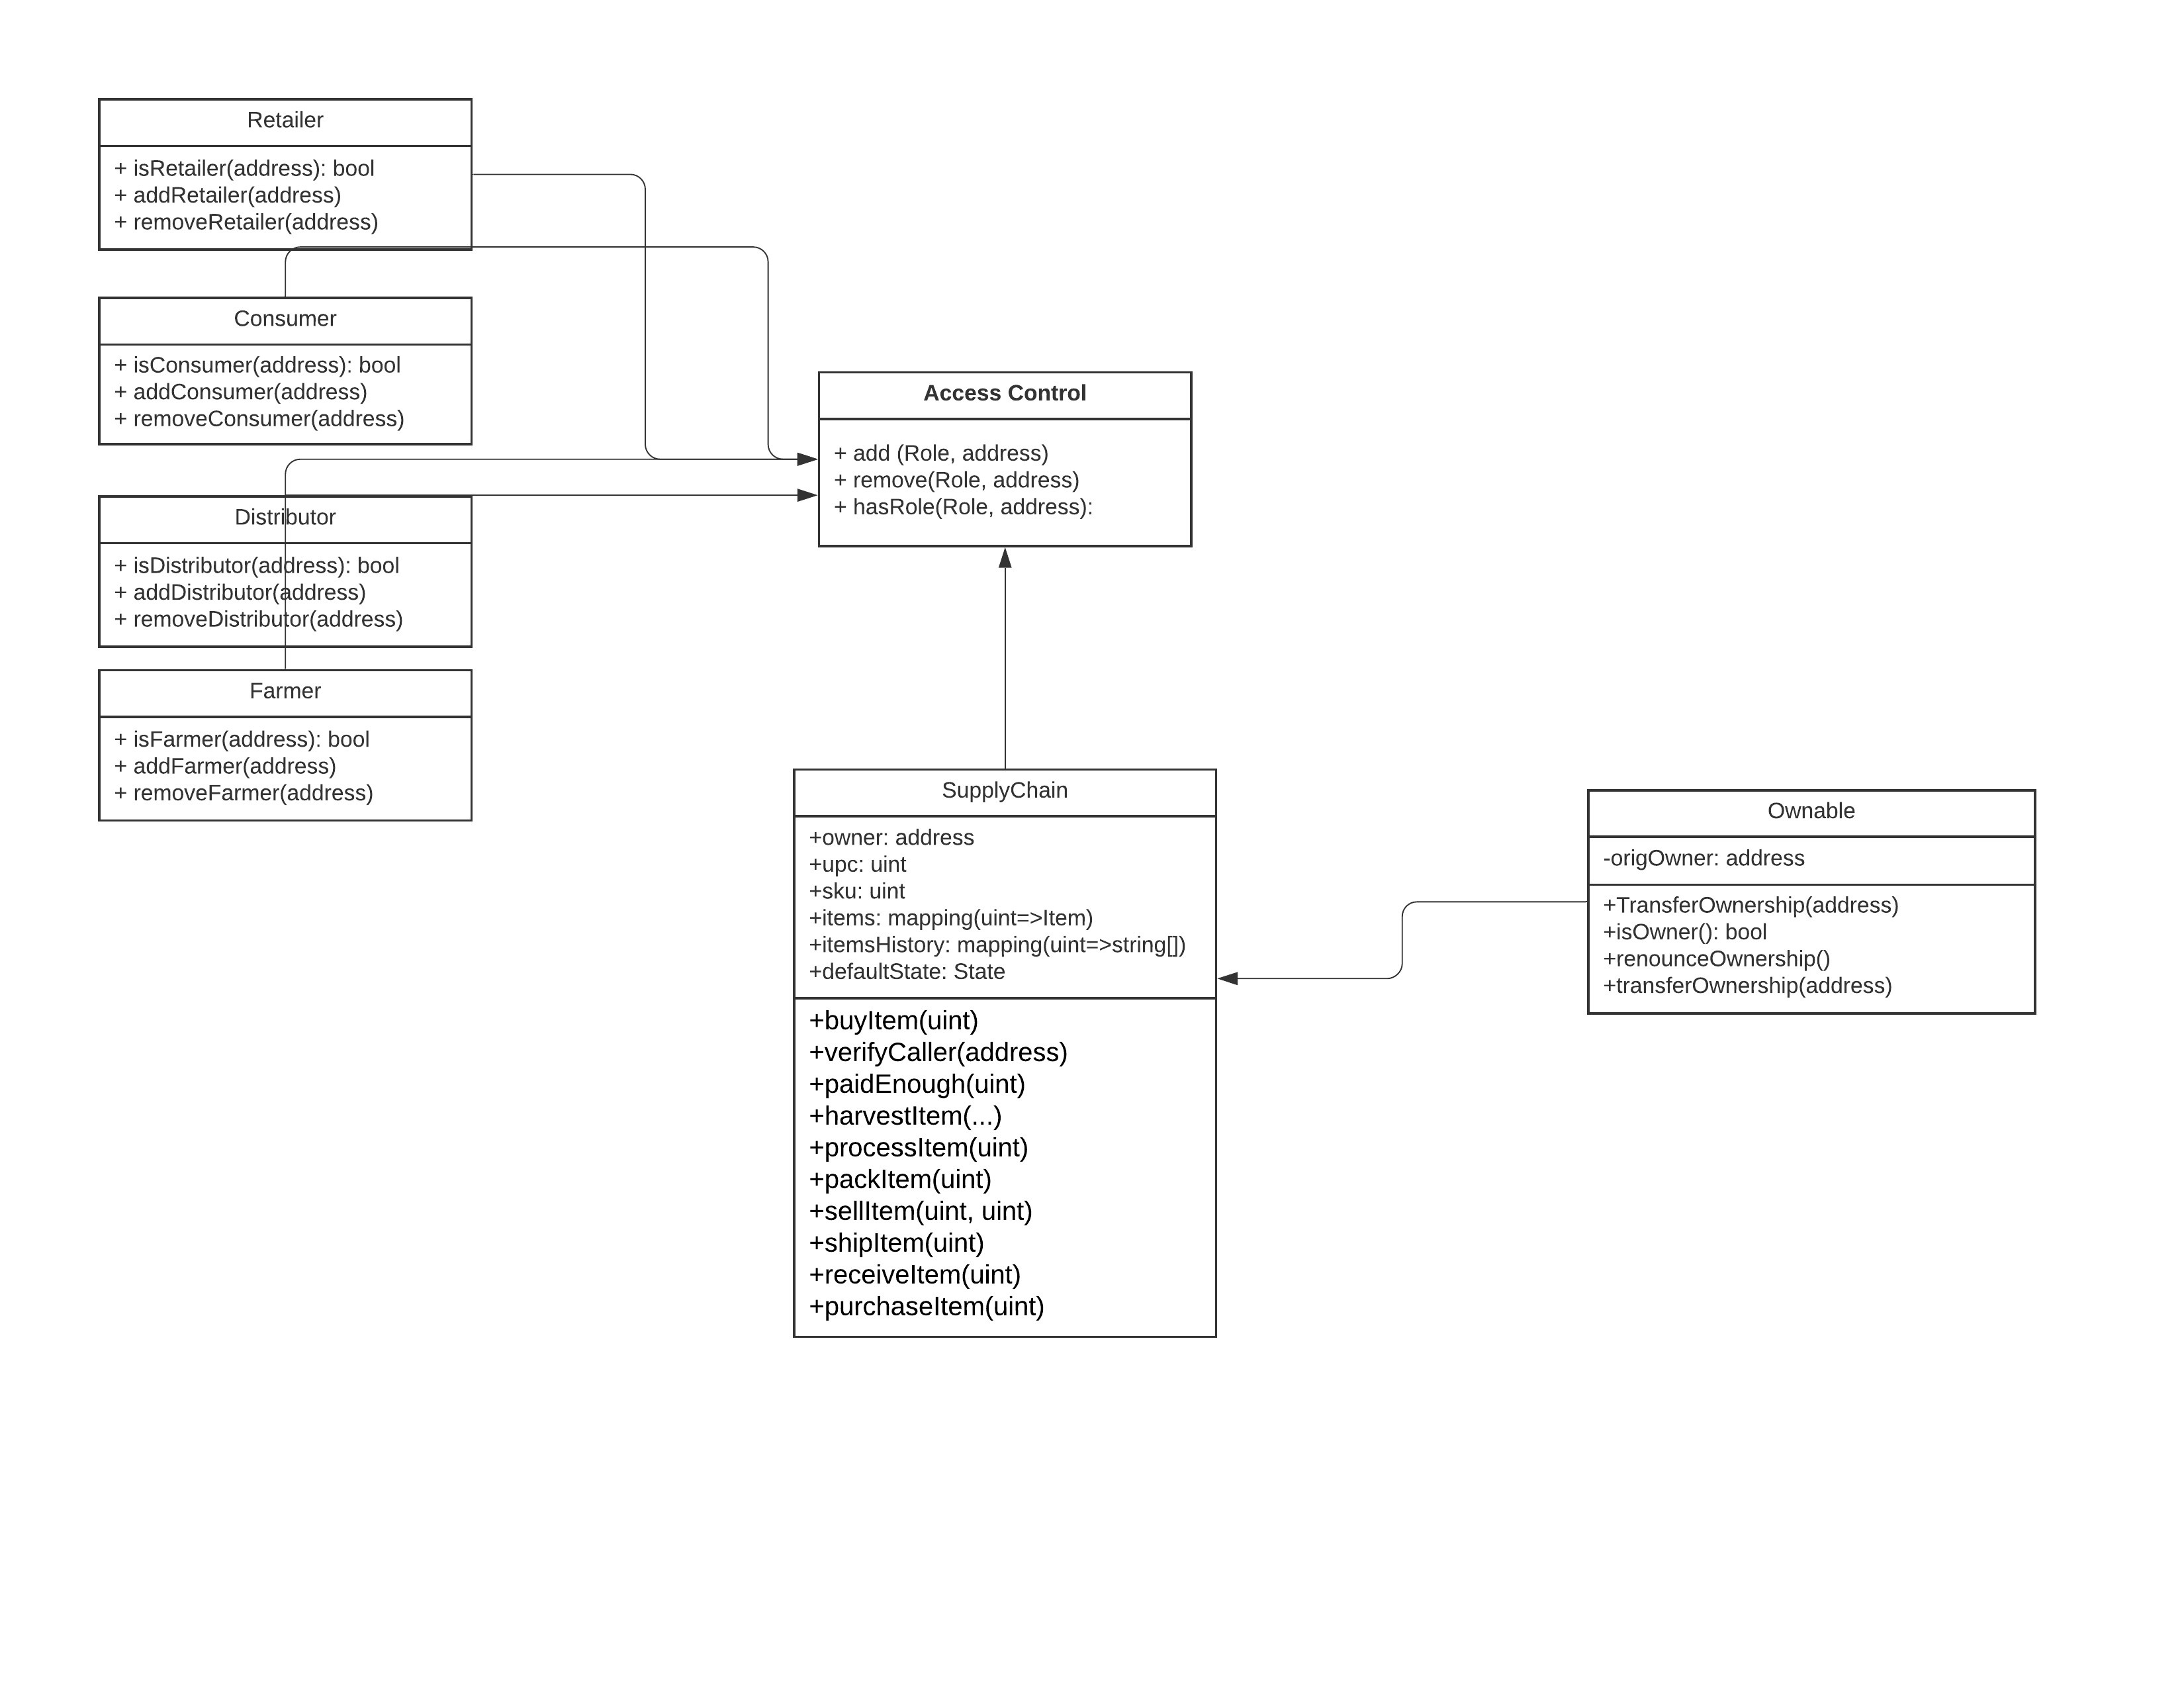 Retailer
+ isRetailer(address): bool
+ addRetailer(address)
+ removeRetailer(address)
Consumer
+ isConsumer(address): bool
+ addConsumer(address)
+ removeConsumer(address)
Access Control
+ add (Role, address)
+ remove(Role, address)
+ hasRole(Role, address):
Distributor
+ isDistributor(address): bool
+ addDistributor(address)
+ removeDistributor(address)
Farmer
+ isFarmer(address): bool
+ addFarmer(address)
+ removeFarmer(address)
SupplyChain
+owner: address
+upc: uint
+sku: uint
+items: mapping(uint=>Item)
+itemsHistory: mapping(uint=>string[])
+defaultState: State
+buyItem(uint)
+verifyCaller(address)
+paidEnough(uint)
+harvestItem(...)
+processItem(uint)
+packItem(uint)
+sellItem(uint, uint)
+shipItem(uint)
+receiveItem(uint)
+purchaseItem(uint)
Ownable
-origOwner: address
+TransferOwnership(address)
+isOwner(): bool
+renounceOwnership()
+transferOwnership(address)